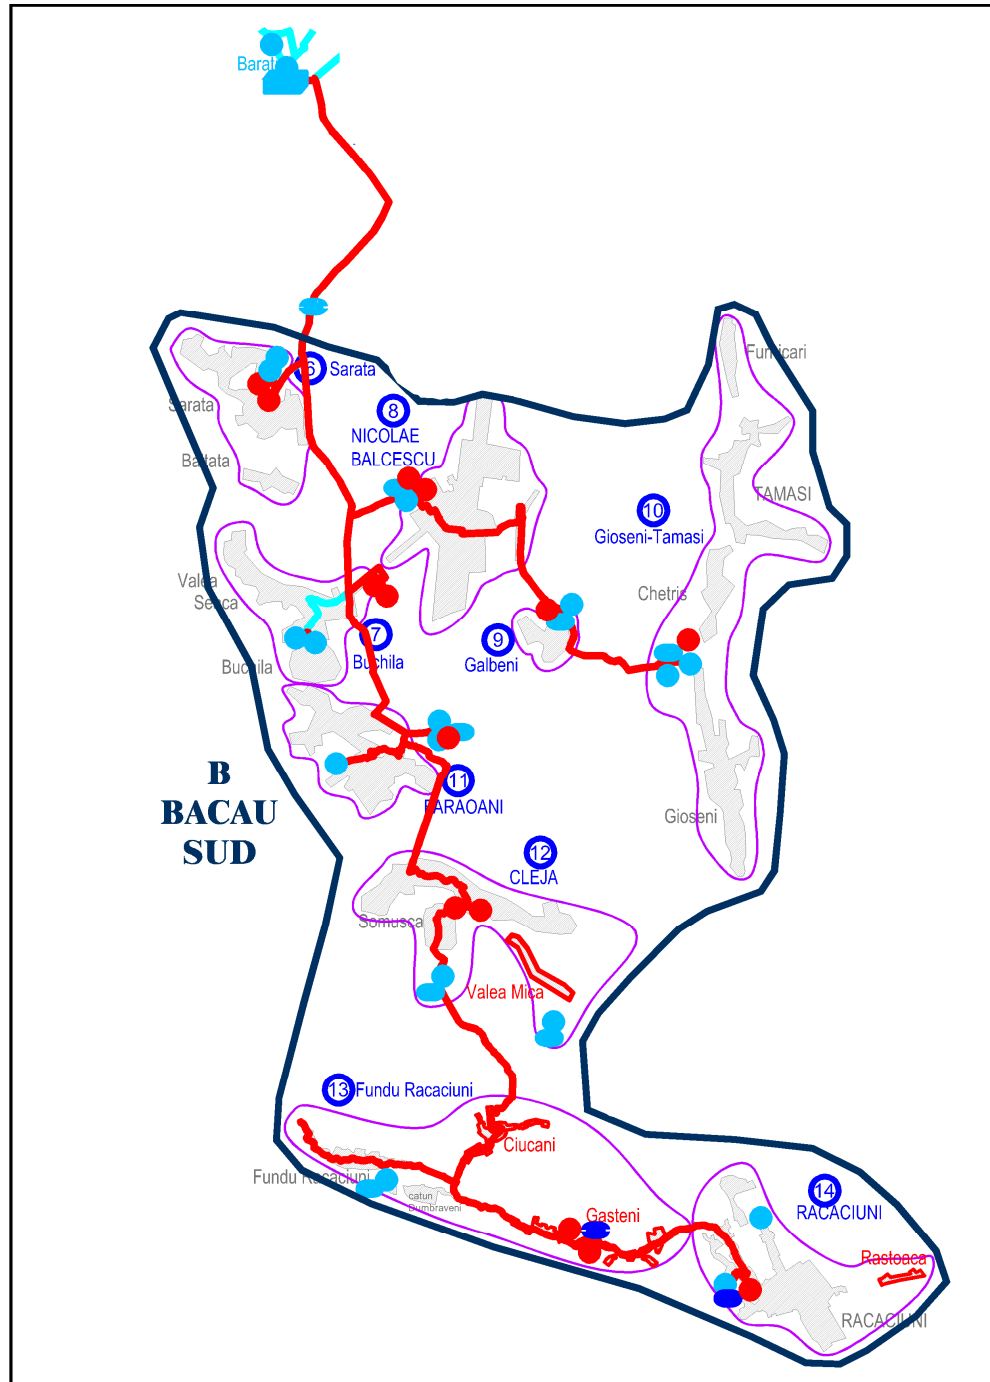 Barat
6 Sarata
Furnicari
Sarata
8
NICOLAE
BALCESCU
Baltata
TAMASI
10
Gioseni-Tamasi
Valea
Seaca
Chetris
7
Buchila
Buchila
9
Galbeni
B
BACAU
SUD
11
FARAOANI
Gioseni
12
CLEJA
Somusca
Valea Mica
13 Fundu Racaciuni
Ciucani
Fundu Racaciuni
catun
Dumbraveni
Gasteni
14
RACACIUNI
Rastoaca
RACACIUNI